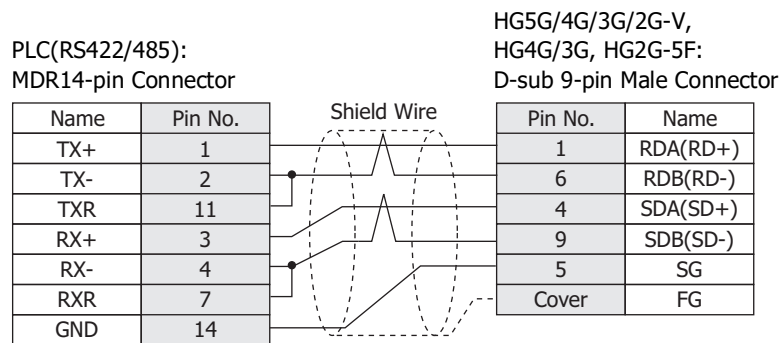 HG5G/4G/3G/2G-V,
PLC(RS422/485): HG4G/3G, HG2G-5F:
MDR14-pin Connector D-sub 9-pin Male Connector
Name Pin No. Shield Wire Pin No. Name
TX+ 1 1 RDA(RD+)
TX- 2 6 RDB(RD-)
TXR 11 4 SDA(SD+)
RX+ 3 9 SDB(SD-)
RX- 4 5 SG
RXR 7 Cover FG
GND 14